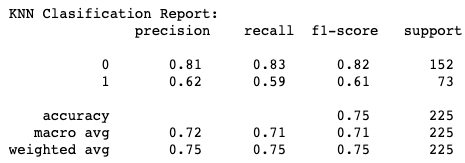 KNN Clasification Report:
precision recall f1-score support
0 0.81 0.83 0.82 152
1 0.62 0.59 0.61 73
accuracy 0.75 225
macro avg 0.72 0.71 0.71 225
weighted avg 0.75 0.75 0.75 225